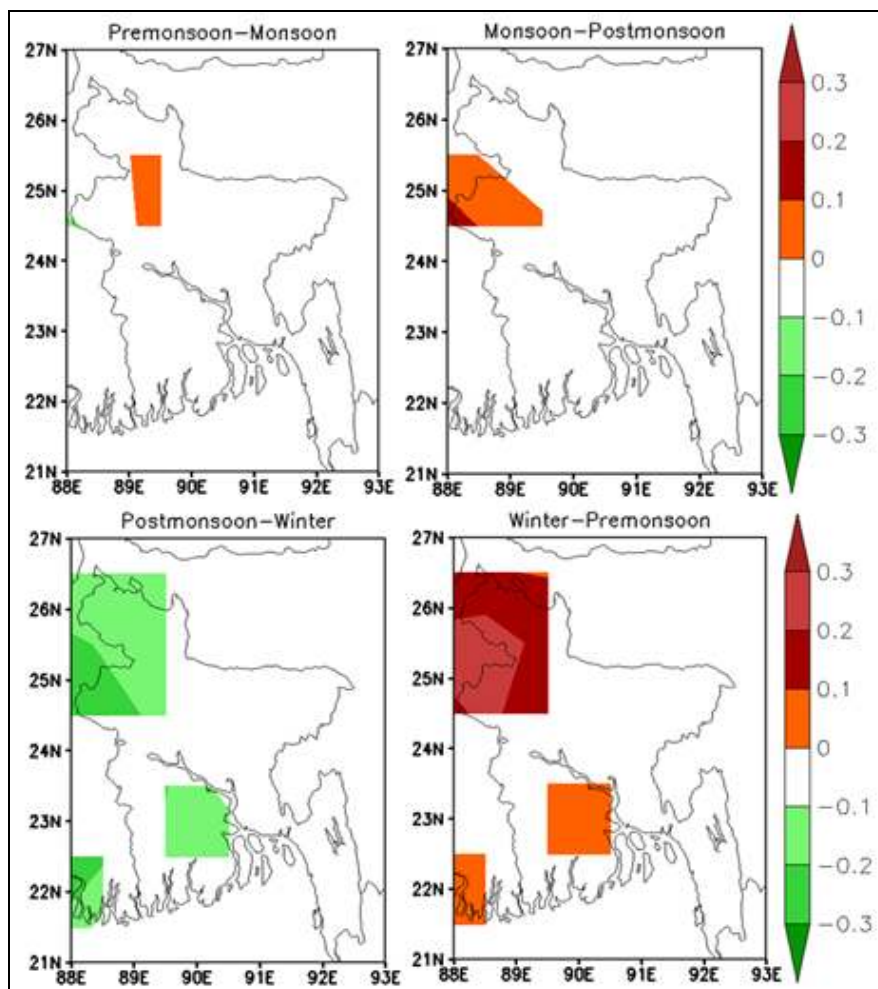 Premonsoon-Monsoon
27N
26N
25N
24N
23N
22N
21N
88E 89E 90E 91E 92E 93E
Monsoon-Postmonsoon
27N
26N
25N
24N
23N
22N
21N
88E 89E 90E 91E 92E 93E
0.3
0.2
0.1
0
-0.1
-0.2
-0.3
Postmonsoon-Winter
27N
26N
25N
24N
23N
22N
21N
88E 89E 90E 91E 92E 93E
Winter-Premonsoon
27N
26N
25N
24N
23N
22N
21N
88E 89E 90E 91E 92E 93E
0.3
0.2
0.1
0
-0.1
-0.2
-0.3